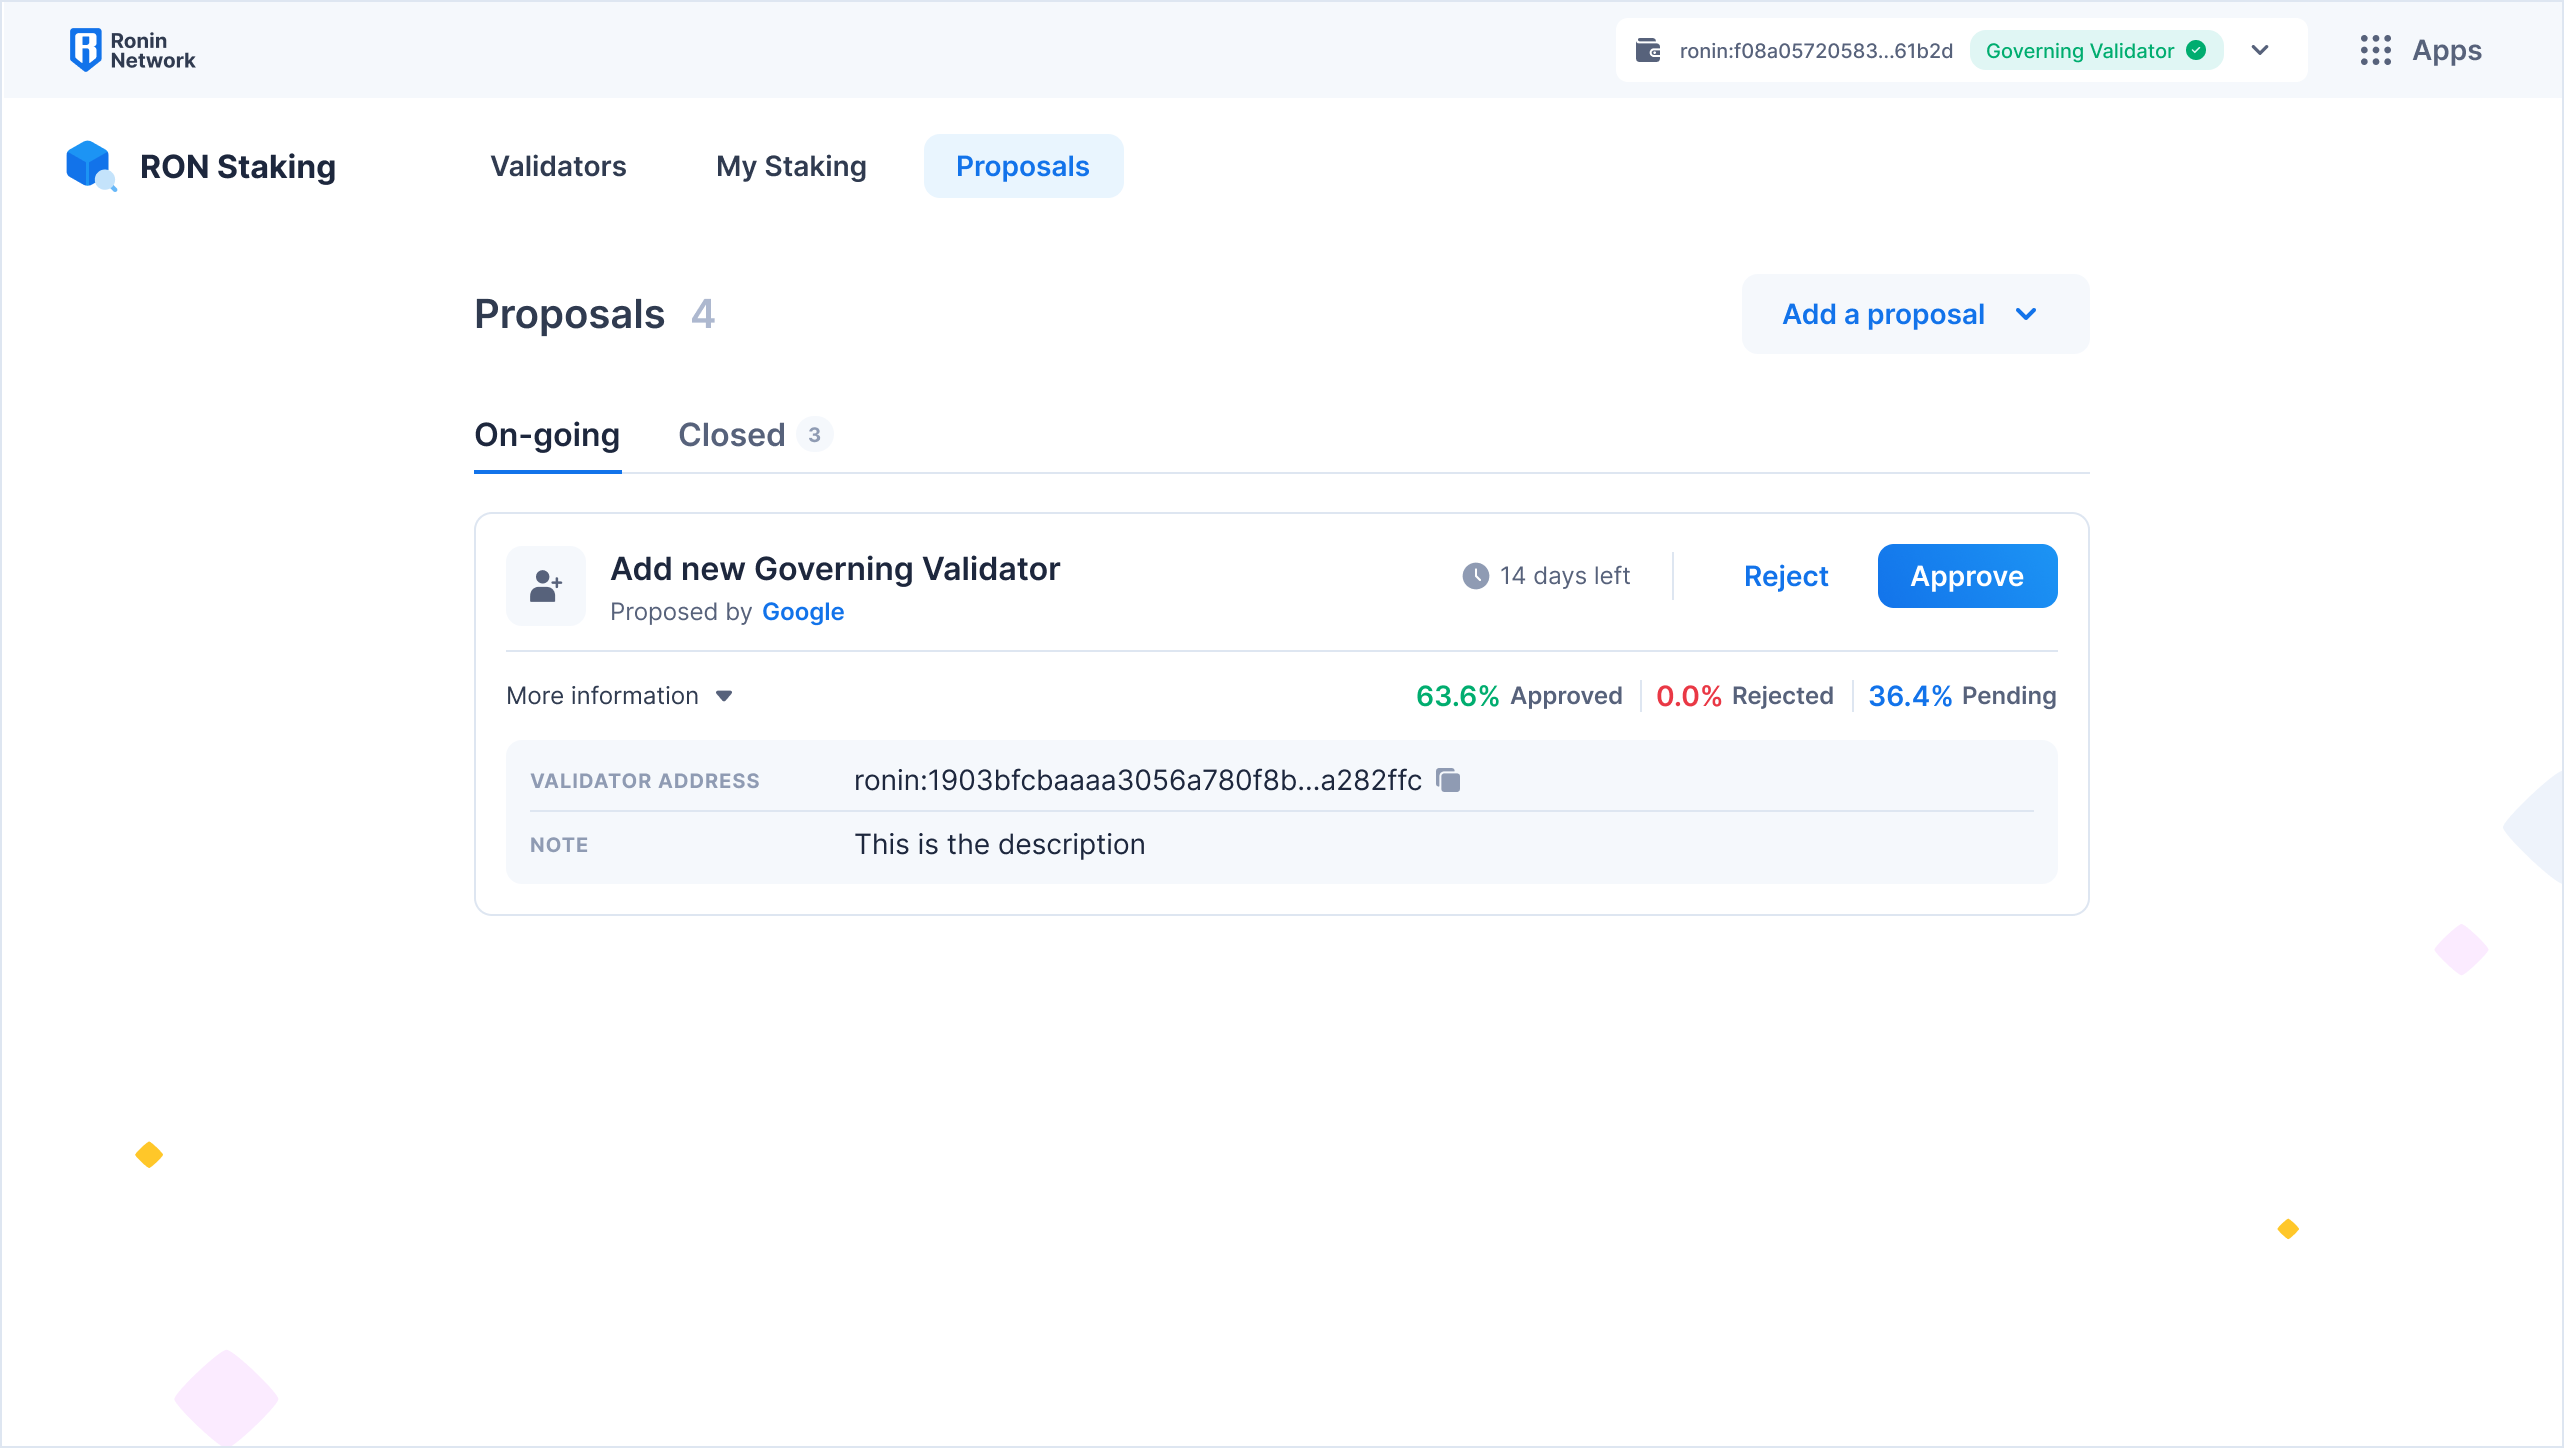 Ronin
Network
ronin:f08a05720583...61b2d Governing Validator
Apps
RON Staking
Validators
My Staking
Proposals
Proposals 4
Add a proposal
On-going
Closed 3
Add new Governing Validator
Proposed by Google
14 days left
Reject
Approve
More information
63.6% Approved
0.0% Rejected
36.4% Pending
VALIDATOR ADDRESS
ronin:1903bfcbaaaa3056a780f8b...a282ffc
NOTE
This is the description